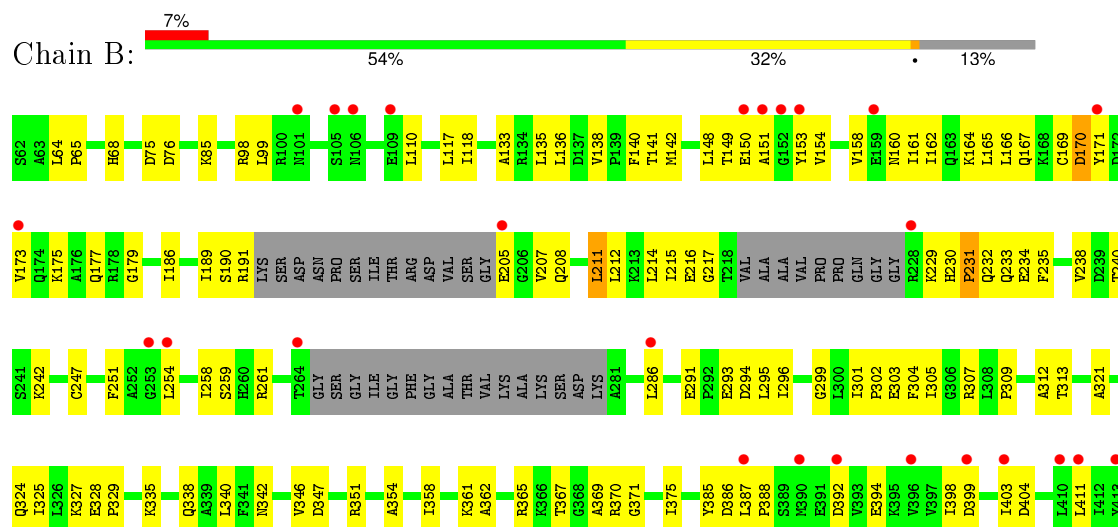 7%
Chain B:
54% 32% • 13%
S62 A63 L64 P65 H68 D75 D76 K85 R98 L99 R100 N101 S105 N106 E109 L110 L117 I118 A133 R134 L135 L136 D137 V138 P139 F140 T141 M142 L148 T149 E150 A151 G152 Y153 V154 V158 E159 N160 I161 I162 Q163 K164 L165 L166 Q167 K168 C169 D170 Y171
V173 Q174 K175 A176 Q177 R178 G179 I186 I189 S190 R191 LYS SER ASP ASN PRO SER ILE THR ARG ASP VAL SER GLY E205 G206 V207 Q208 L211 L212 K213 L214 I215 E216 G217 T218 VAL ALA ALA VAL PRO PRO GLN GLY GLY R228 K229 H230 P231 Q232 Q233 E234 F235 V238 D239 T240
S241 K242 C247 F251 A252 G253 L254 I258 S259 H260 R261 T264 GLY SER GLY ILE GLY PHE GLY ALA THR VAL LYS ALA LYS SER ASP LYS A281 L286 E291 P292 E293 D294 L295 I296 G299 L300 I301 P302 E303 F304 I305 G306 R307 L308 P309 A312 T313 A321
Q324 I325 L326 K327 E328 P329 K335 Q338 A339 L340 F341 N342 V346 D347 R351 A354 I358 K361 A362 R365 K366 T367 Q368 A369 R370 G371 I375 Y385 D386 L387 P388 S389 M390 E391 D392 V393 E394 K395 V396 V397 I398 D399 I403 D404 L410 L411 I412